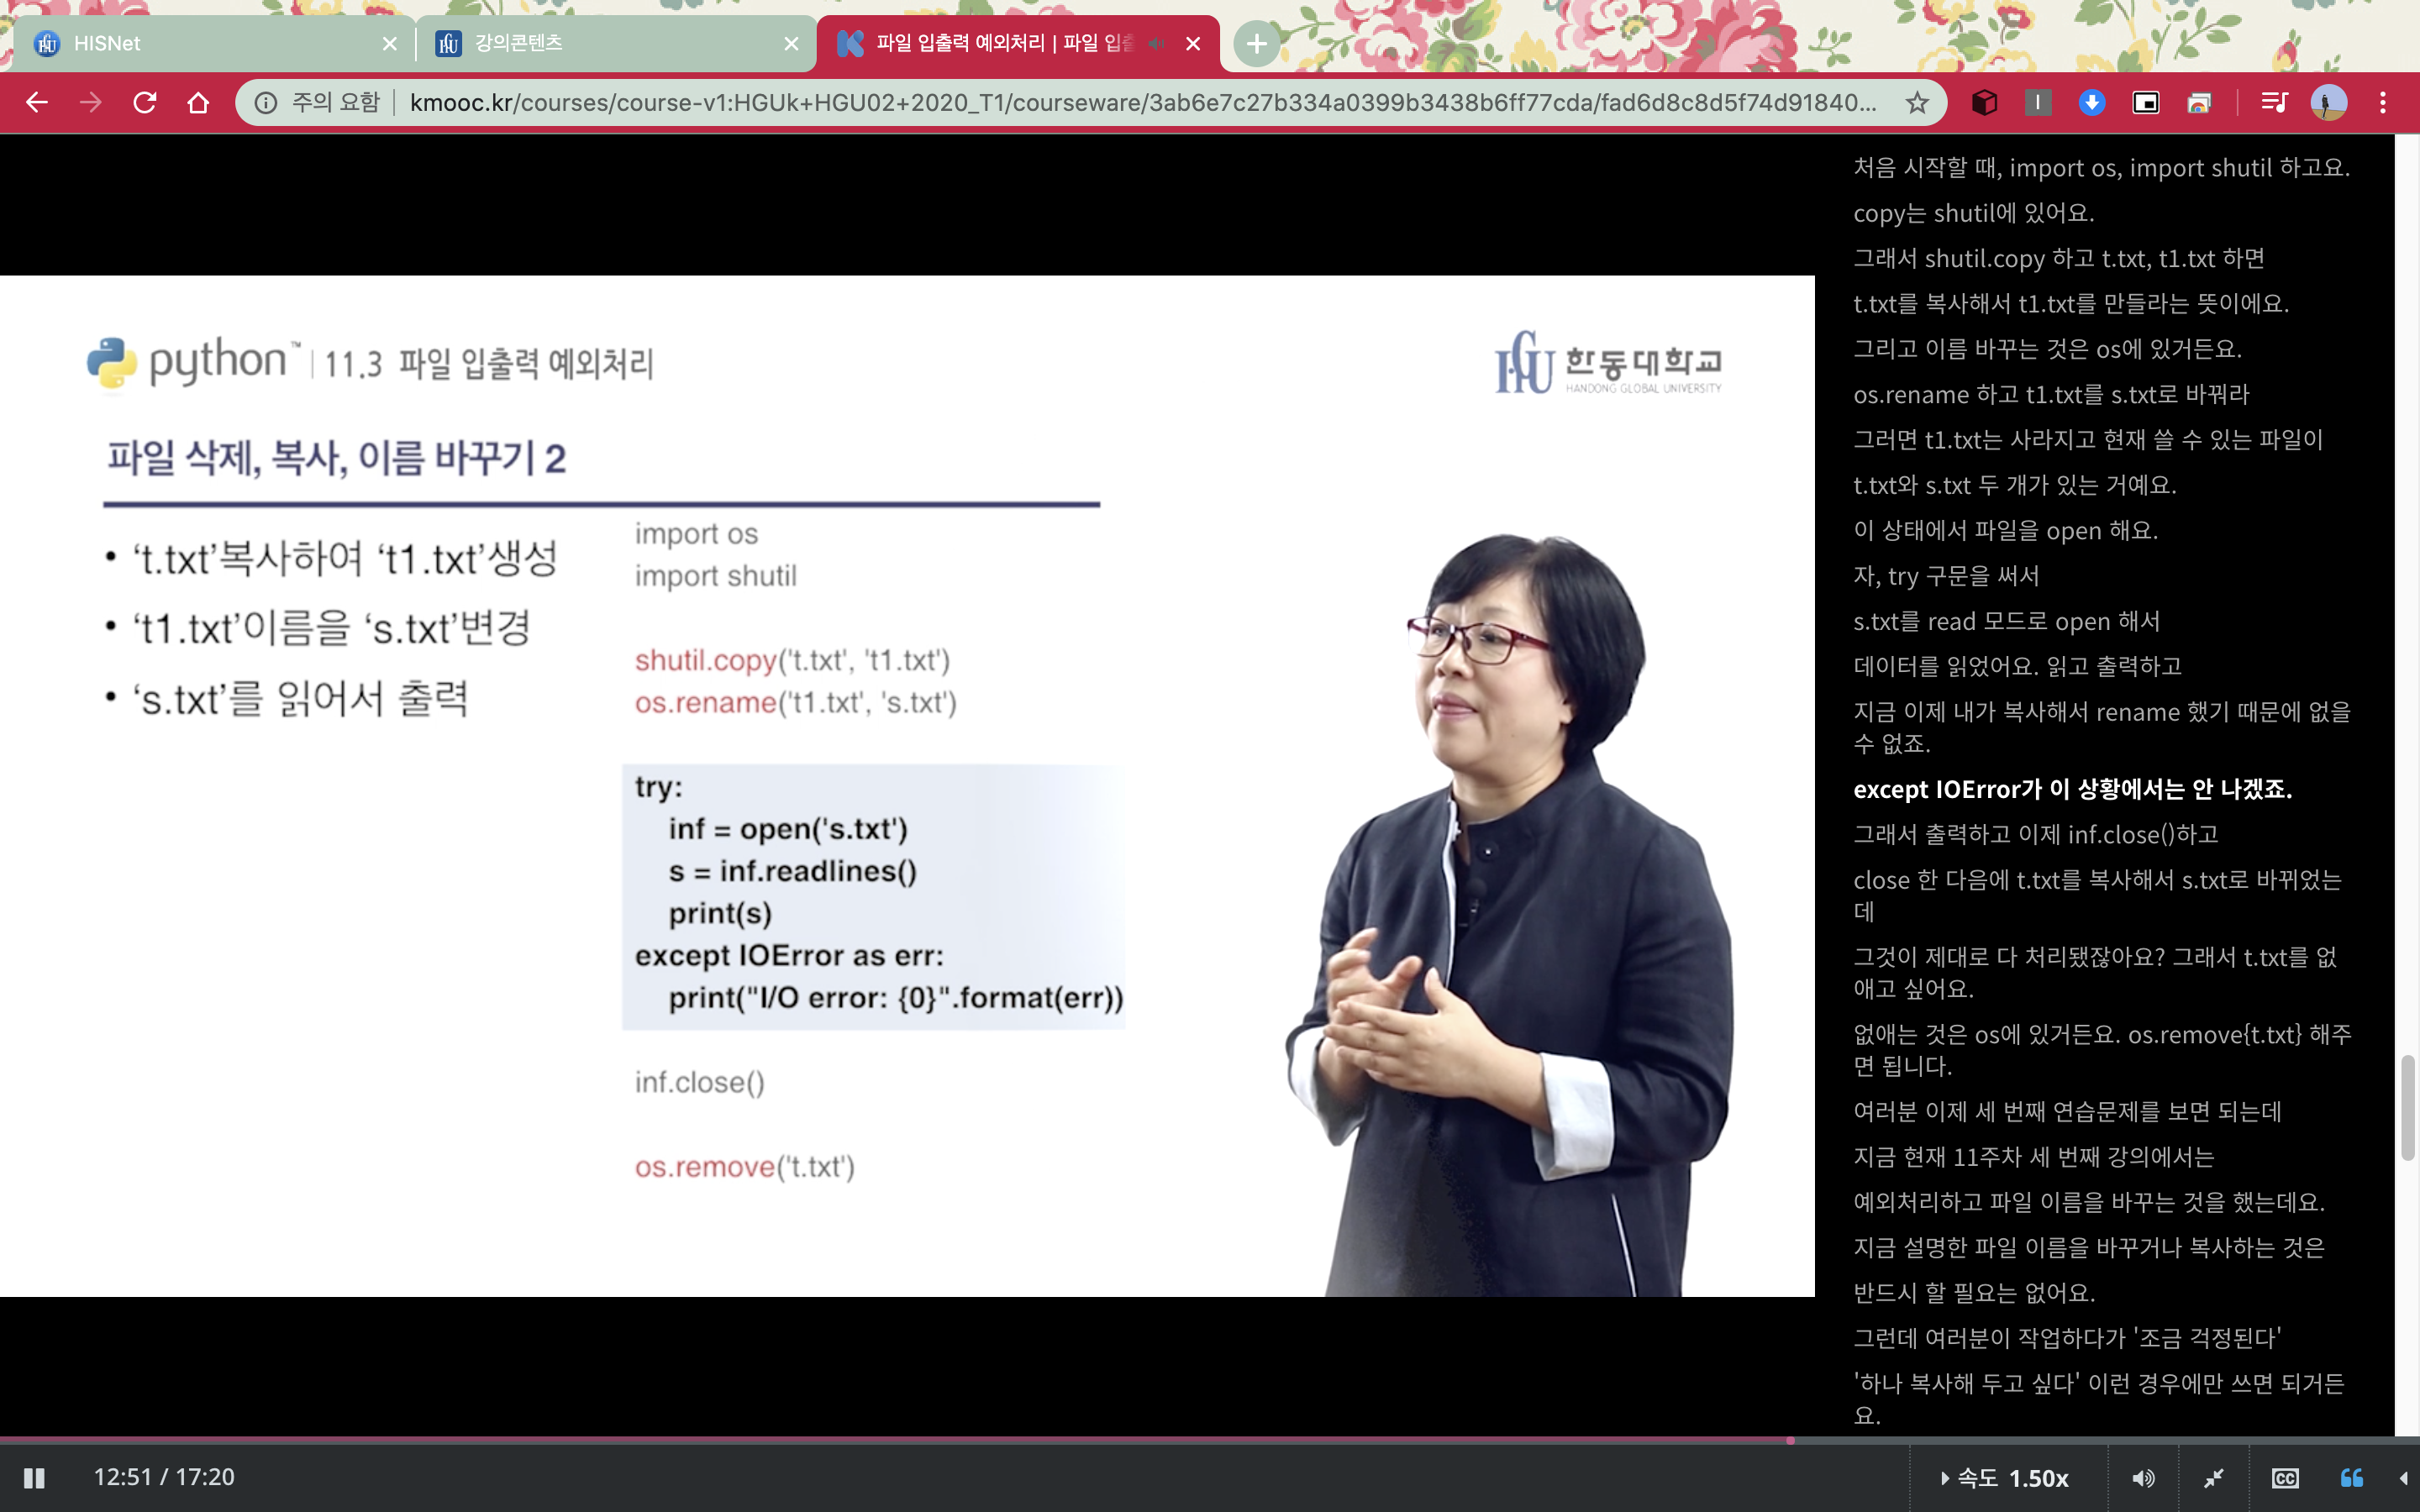 HISNet
강의콘텐츠
파일 입출력 예외처리 | 파일 입출
주의 요함
kmooc.kr/courses/course-v1:HGUk+HGU02+2020_T1/courseware/3ab6e7c27b334a0399b3438b6ff77cda/fad6d8c8d5f74d91840...
python™ | 11.3 파일 입출력 예외처리
HGU 한동대학교
HANDONG GLOBAL UNIVERSITY
파일 삭제, 복사, 이름 바꾸기 2
• ‘t.txt’복사하여 ‘t1.txt’생성
• ‘t1.txt’이름을 ‘s.txt’변경
• ‘s.txt’를 읽어서 출력
import os
import shutil
shutil.copy('t.txt', 't1.txt')
os.rename('t1.txt', 's.txt')
try:
inf = open('s.txt')
s = inf.readlines()
print(s)
except IOError as err:
print("I/O error: {0}".format(err))
inf.close()
os.remove('t.txt')
처음 시작할 때, import os, import shutil 하고요.
copy는 shutil에 있어요.
그래서 shutil.copy 하고 t.txt, t1.txt 하면
t.txt를 복사해서 t1.txt를 만들라는 뜻이에요.
그리고 이름 바꾸는 것은 os에 있거든요.
os.rename 하고 t1.txt를 s.txt로 바꿔라
그러면 t1.txt는 사라지고 현재 쓸 수 있는 파일이
t.txt와 s.txt 두 개가 있는 거예요.
이 상태에서 파일을 open 해요.
자, try 구문을 써서
s.txt를 read 모드로 open 해서
데이터를 읽었어요. 읽고 출력하고
지금 이제 내가 복사해서 rename 했기 때문에 없을
수 없죠.
except IOError가 이 상황에서는 안 나겠죠.
그래서 출력하고 이제 inf.close()하고
close 한 다음에 t.txt를 복사해서 s.txt로 바뀌었는
데
그것이 제대로 다 처리됐잖아요? 그래서 t.txt를 없
애고 싶어요.
없애는 것은 os에 있거든요. os.remove{t.txt} 해주
면 됩니다.
여러분 이제 세 번째 연습문제를 보면 되는데
지금 현재 11주차 세 번째 강의에서는
예외처리하고 파일 이름을 바꾸는 것을 했는데요.
지금 설명한 파일 이름을 바꾸거나 복사하는 것은
반드시 할 필요는 없어요.
그런데 여러분이 작업하다가 '조금 걱정된다'
'하나 복사해 두고 싶다' 이런 경우에만 쓰면 되거든
요.
12:51 / 17:20
속도 1.50x
CC